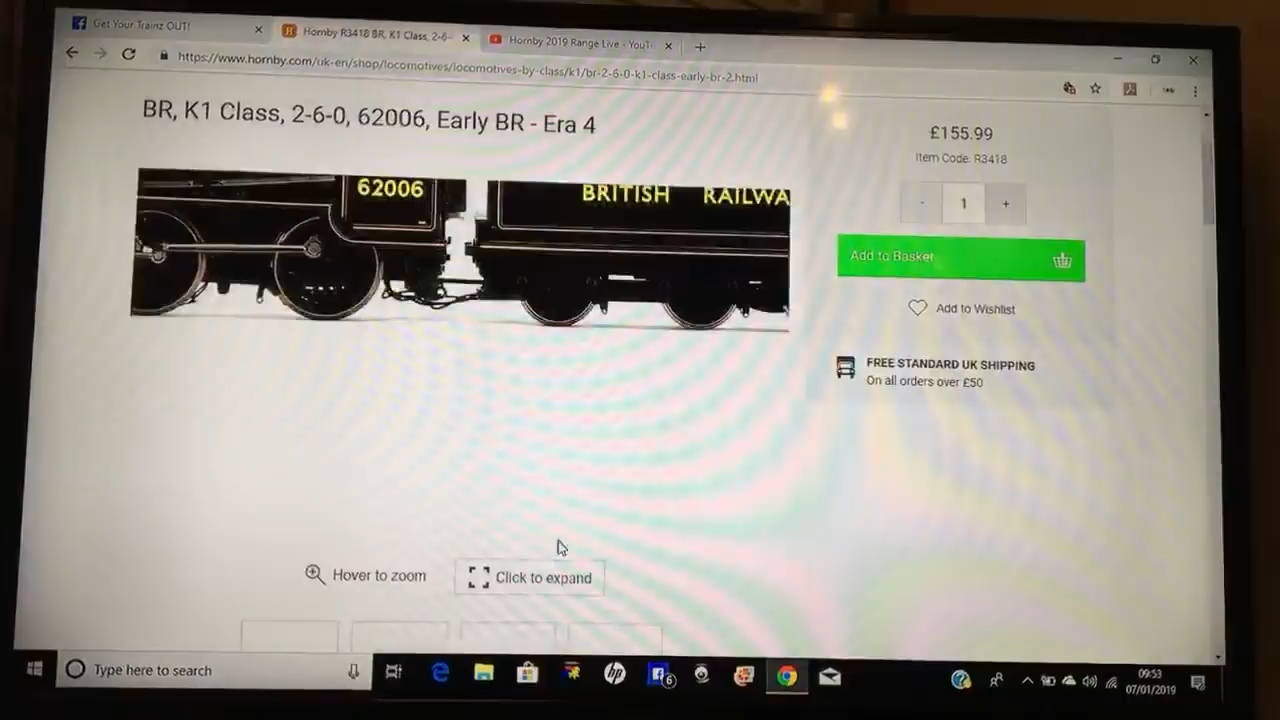 Get Your Trainz OUT!
Hornby R3418 BR, K1 Class, 2-6-
Hornby 2019 Range Live - YouT
https://www.hornby.com/uk-en/shop/locomotives/locomotives-by-class/k1/br-2-6-0-k1-class-early-br-2.html
BR, K1 Class, 2-6-0, 62006, Early BR - Era 4
£155.99
Item Code: R3418
- 1 +
62006
BRITISH RAILWA
Add to Basket
Add to Wishlist
FREE STANDARD UK SHIPPING
On all orders over £50
Hover to zoom
Click to expand
Type here to search
hp
6
09:53
07/01/2019